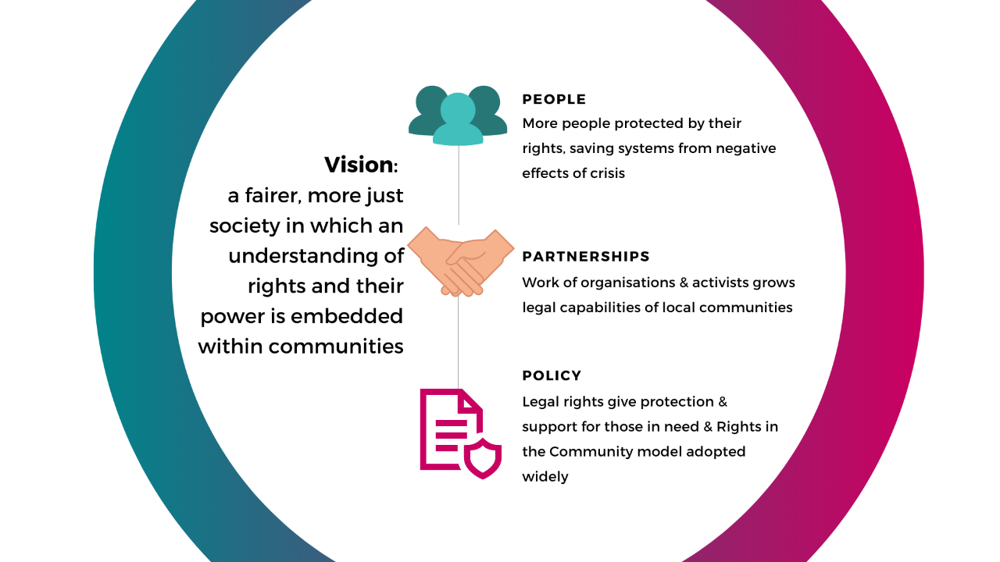 Vision:
a fairer, more just
society in which an
understanding of
rights and their
power is embedded
within communities
PEOPLE
More people protected by their
rights, saving systems from negative
effects of crisis
PARTNERSHIPS
Work of organisations & activists grows
legal capabilities of local communities
POLICY
Legal rights give protection &
support for those in need & Rights in
the Community model adopted
widely